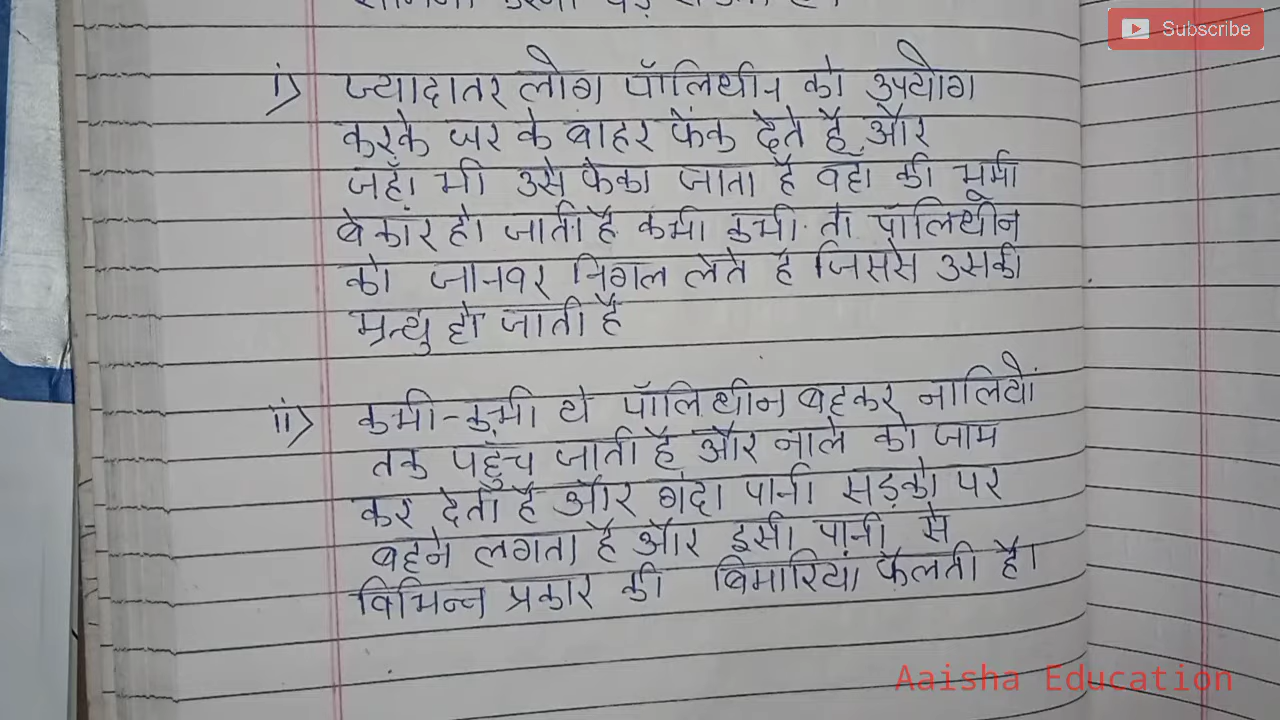 Subscribe
i) ज्यादातर लोग पॉलिथीन को उपयोग
करके घर के बाहर फेंक देते है और
जहाँ भी उसे फेका जाता है वहा की भूमी
बेकार हो जाती है कभी कभी तो पॉलिथीन
को जानवर निगल लेते है जिससे उसकी
मृत्यु हो जाती है
ii) कभी-कभी ये पॉलिथीन बहकर नालियों
तक पहुँच जाती है और नाले को जाम
कर देती है और गंदा पानी सड़को पर
बहने लगता है और इसी पानी से
विभिन्न प्रकार की बिमारियां फैलती है।
Aaisha Education